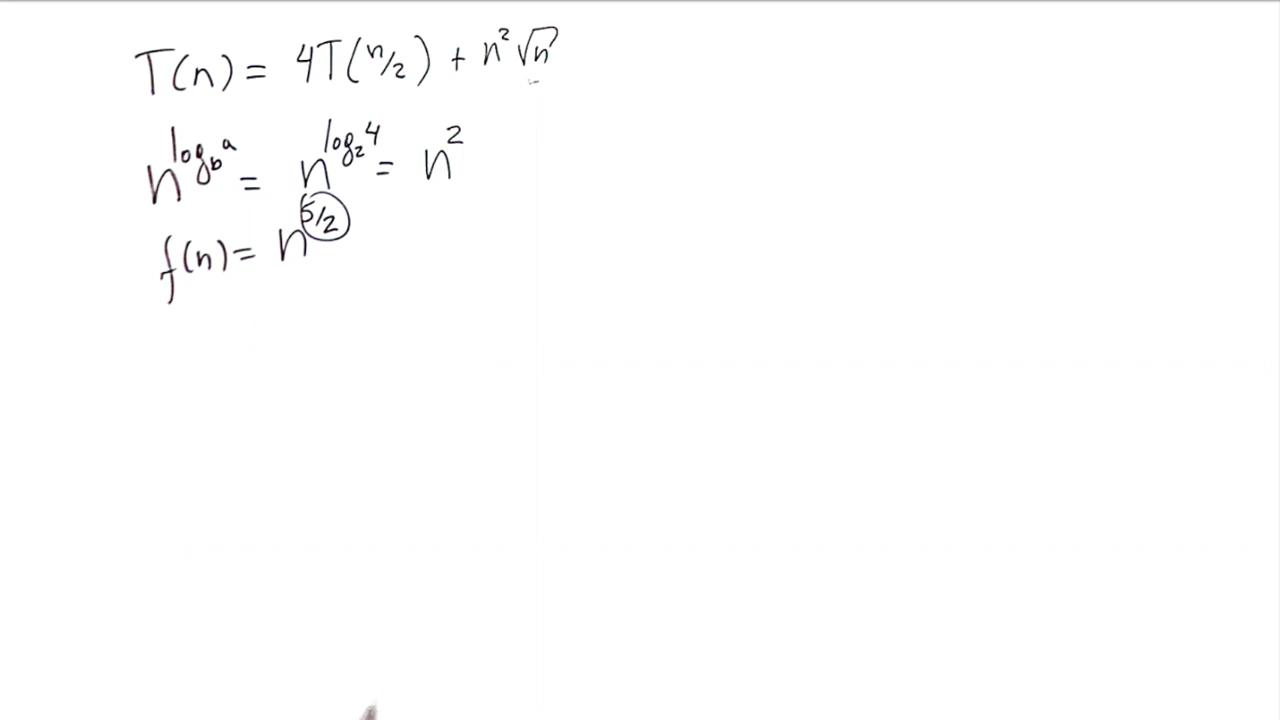 T(n) = 4T(n/2) + n²√n
n^log_b a = n^log_2 4 = n²
f(n) = n^5/2